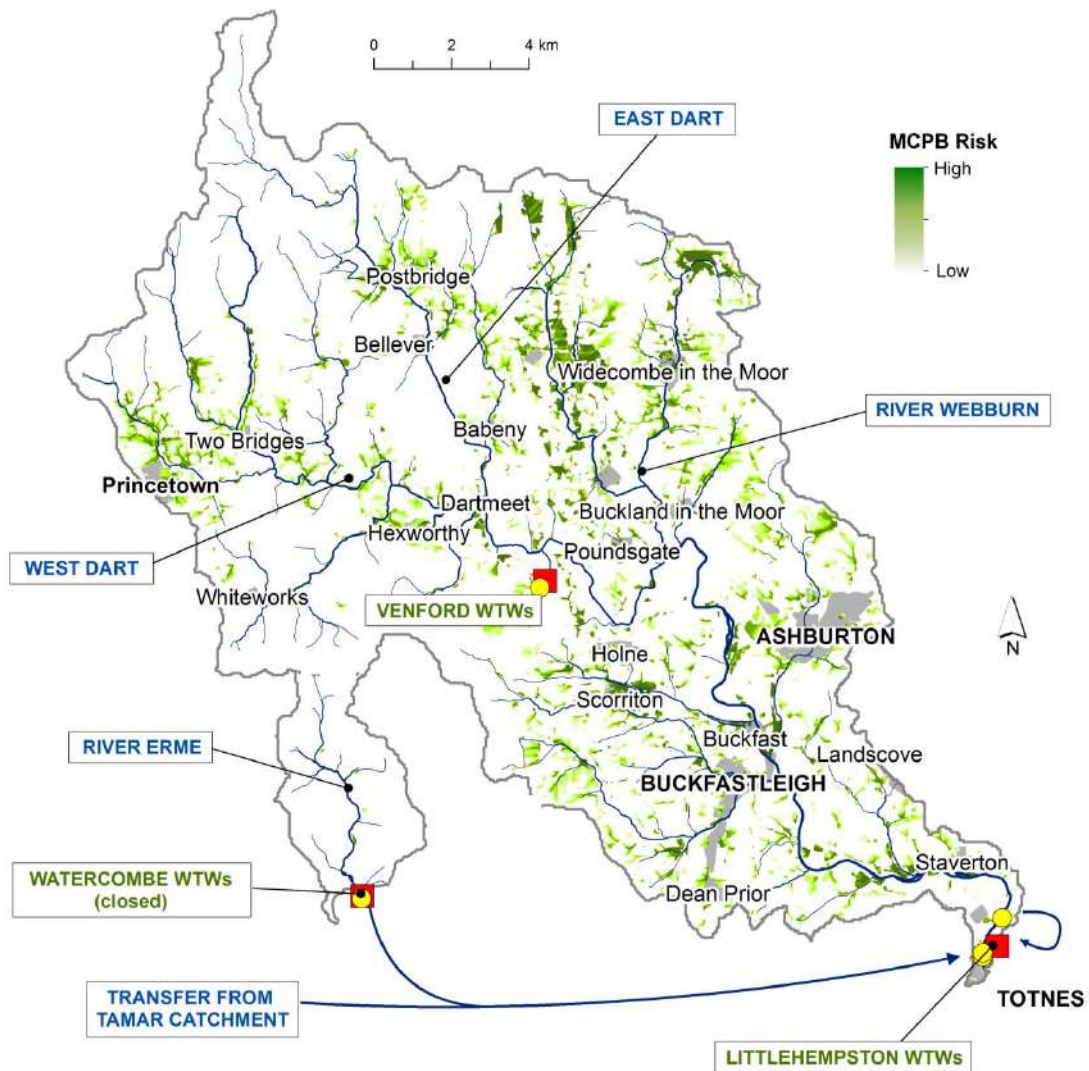 0 2 4 km
EAST DART
MCPB Risk
High
Low
Postbridge
Bellever
Widecombe in the Moor
RIVER WEBBURN
Babeny
Two Bridges
Princetown
Dartmeet
Buckland in the Moor
Hexworthy
Poundsgate
WEST DART
Whiteworks
VENFORD WTWs
ASHBURTON
N
Holne
Scorriton
RIVER ERME
Buckfast
Landscove
BUCKFASTLEIGH
Staverton
WATERCOMBE WTWs
(closed)
Dean Prior
TRANSFER FROM
TAMAR CATCHMENT
TOTNES
LITTLEHEMPSTON WTWs